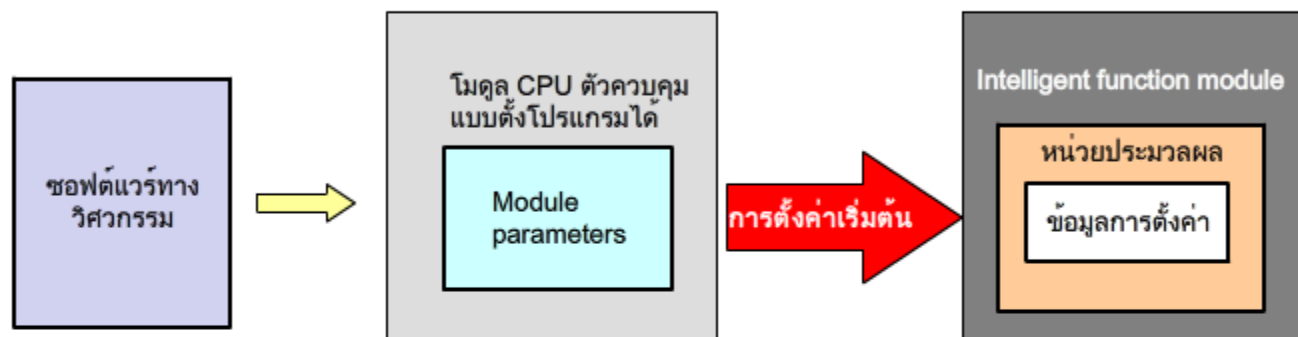 ซอฟต์แวร์ทาง
วิศวกรรม
โมดูล CPU ตัวควบคุม
แบบตั้งโปรแกรมได้
Module
parameters
การตั้งค่าเริ่มต้น
Intelligent function module
หน่วยประมวลผล
ข้อมูลการตั้งค่า